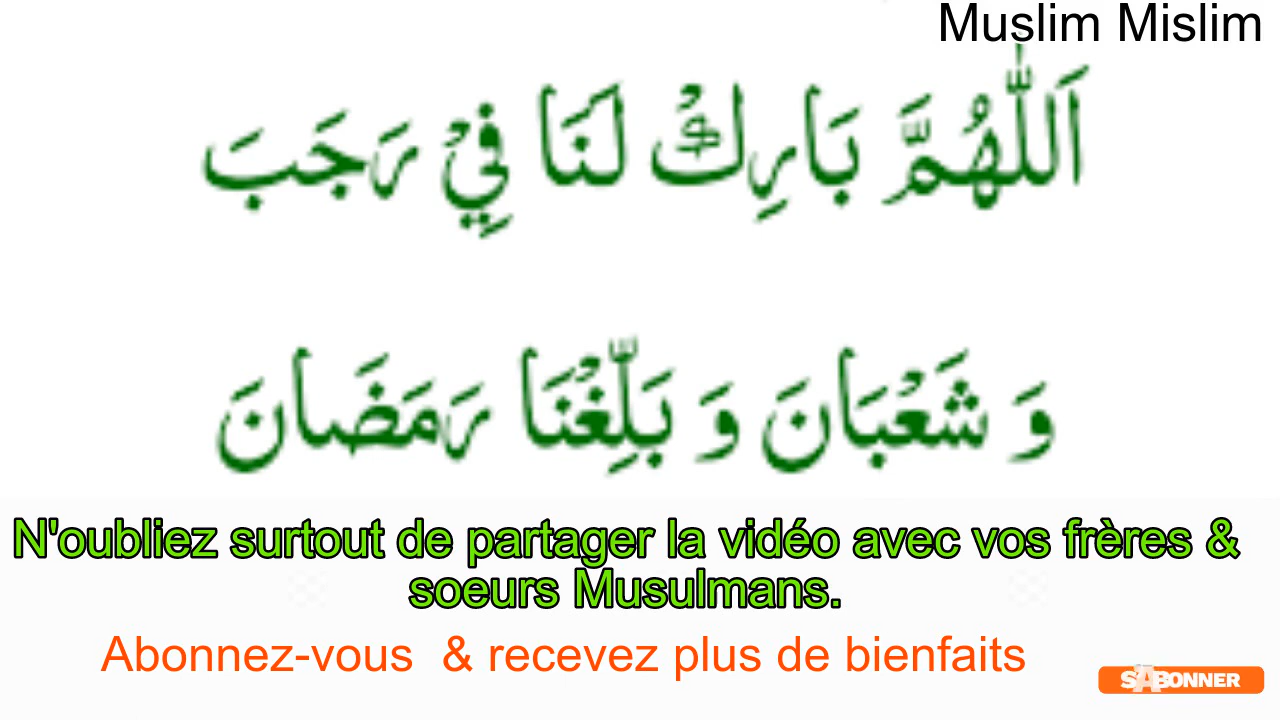 Muslim Mislim
اَللّٰهُمَّ بَارِكْ لَنَا فِيْ رَجَبَ
وَ شَعْبَانَ وَ بَلِّغْنَا رَمَضَانَ
N'oubliez surtout de partager la vidéo avec vos frères &
soeurs Musulmans.
Abonnez-vous & recevez plus de bienfaits
SABONNER